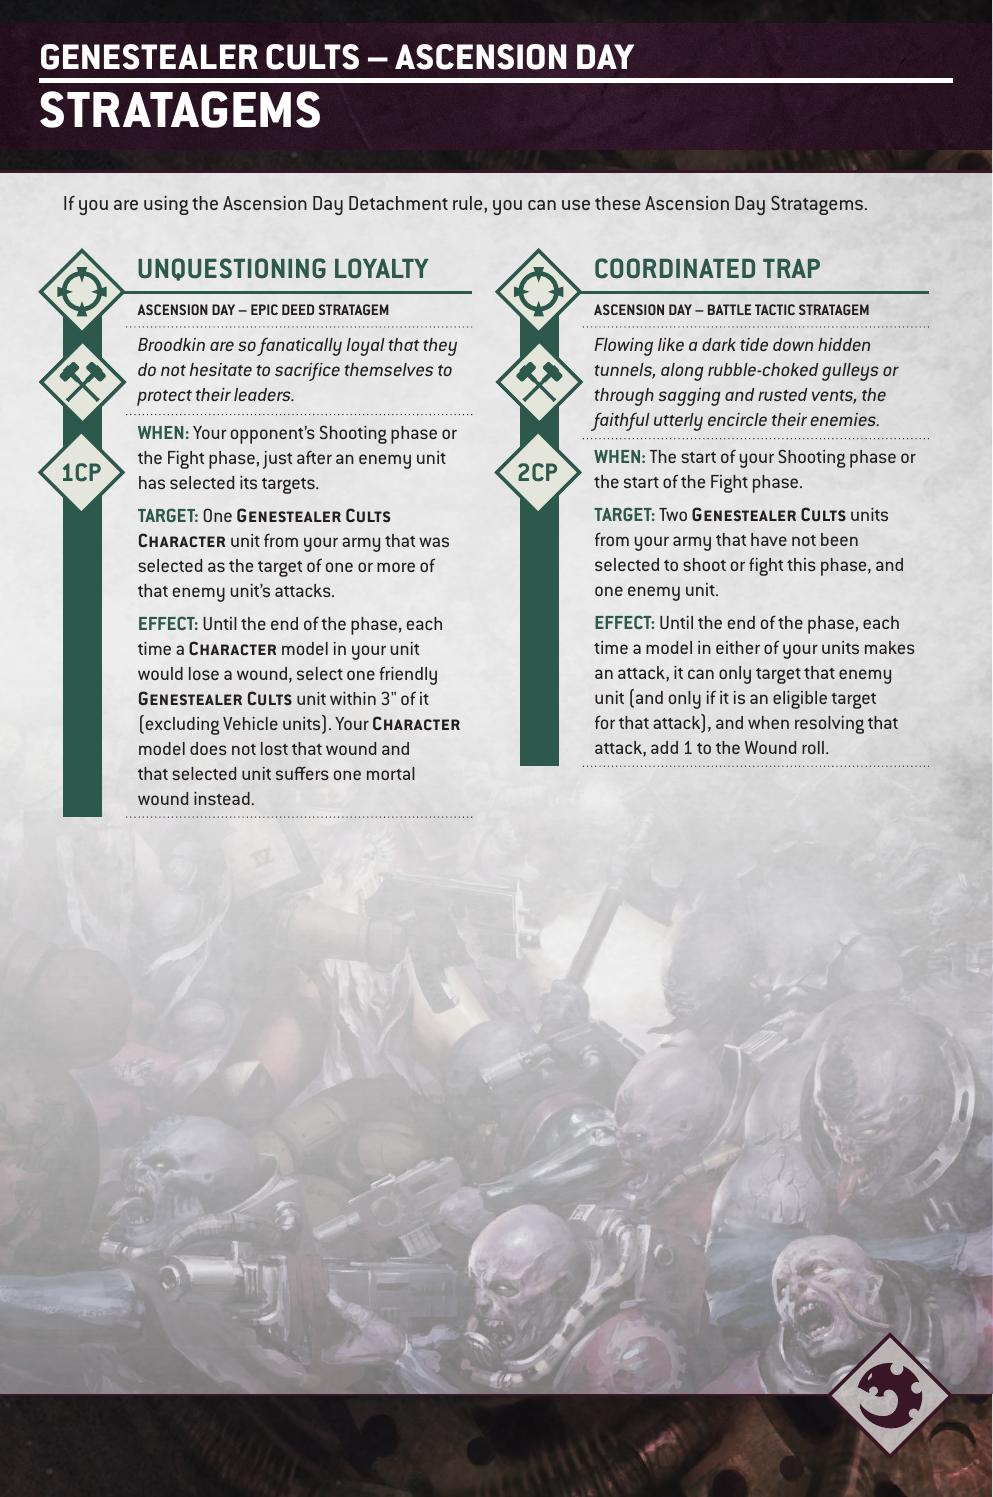 GENESTEALER CULTS – ASCENSION DAY
STRATAGEMS
If you are using the Ascension Day Detachment rule, you can use these Ascension Day Stratagems.
UNQUESTIONING LOYALTY
ASCENSION DAY – EPIC DEED STRATAGEM
Broodkin are so fanatically loyal that they
do not hesitate to sacrifice themselves to
protect their leaders.
1CP
WHEN: Your opponent's Shooting phase or
the Fight phase, just after an enemy unit
has selected its targets.
TARGET: One GENESTEALER CULTS
CHARACTER unit from your army that was
selected as the target of one or more of
that enemy unit's attacks.
EFFECT: Until the end of the phase, each
time a CHARACTER model in your unit
would lose a wound, select one friendly
GENESTEALER CULTS unit within 3" of it
(excluding Vehicle units). Your CHARACTER
model does not lost that wound and
that selected unit suffers one mortal
wound instead.
COORDINATED TRAP
ASCENSION DAY – BATTLE TACTIC STRATAGEM
Flowing like a dark tide down hidden
tunnels, along rubble-choked gulleys or
through sagging and rusted vents, the
faithful utterly encircle their enemies.
2CP
WHEN: The start of your Shooting phase or
the start of the Fight phase.
TARGET: Two GENESTEALER CULTS units
from your army that have not been
selected to shoot or fight this phase, and
one enemy unit.
EFFECT: Until the end of the phase, each
time a model in either of your units makes
an attack, it can only target that enemy
unit (and only if it is an eligible target
for that attack), and when resolving that
attack, add 1 to the Wound roll.
IV